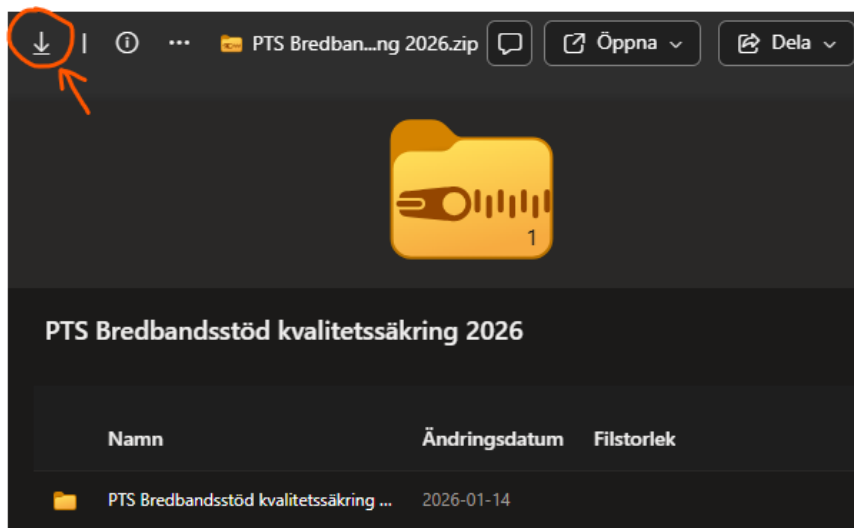 PTS Bredban...ng 2026.zip Öppna Dela
1
PTS Bredbandsstöd kvalitetssäkring 2026
Namn Ändringsdatum Filstorlek
PTS Bredbandsstöd kvalitetssäkring ... 2026-01-14